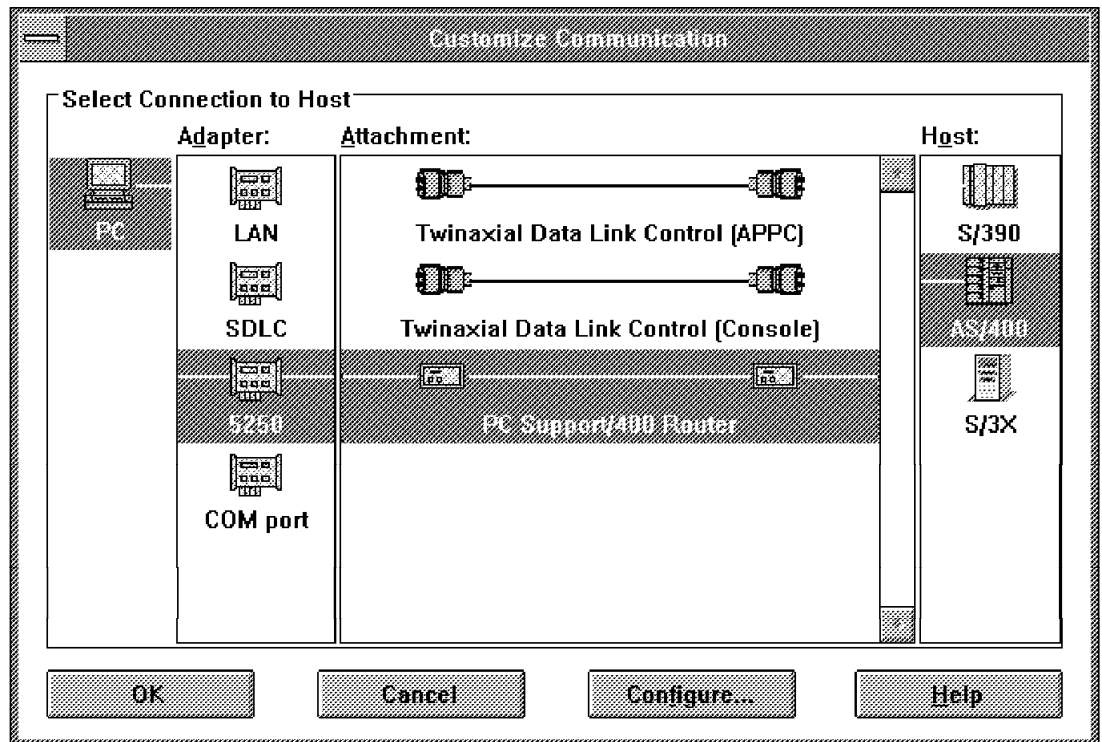 Customize Communication
Select Connection to Host
Adapter: Attachment: Host:
PC
LAN Twinaxial Data Link Control (APPC) S/390
SDLC Twinaxial Data Link Control (Console) AS/400
5250 PC Support/400 Router S/3X
COM port
OK Cancel Configure... Help